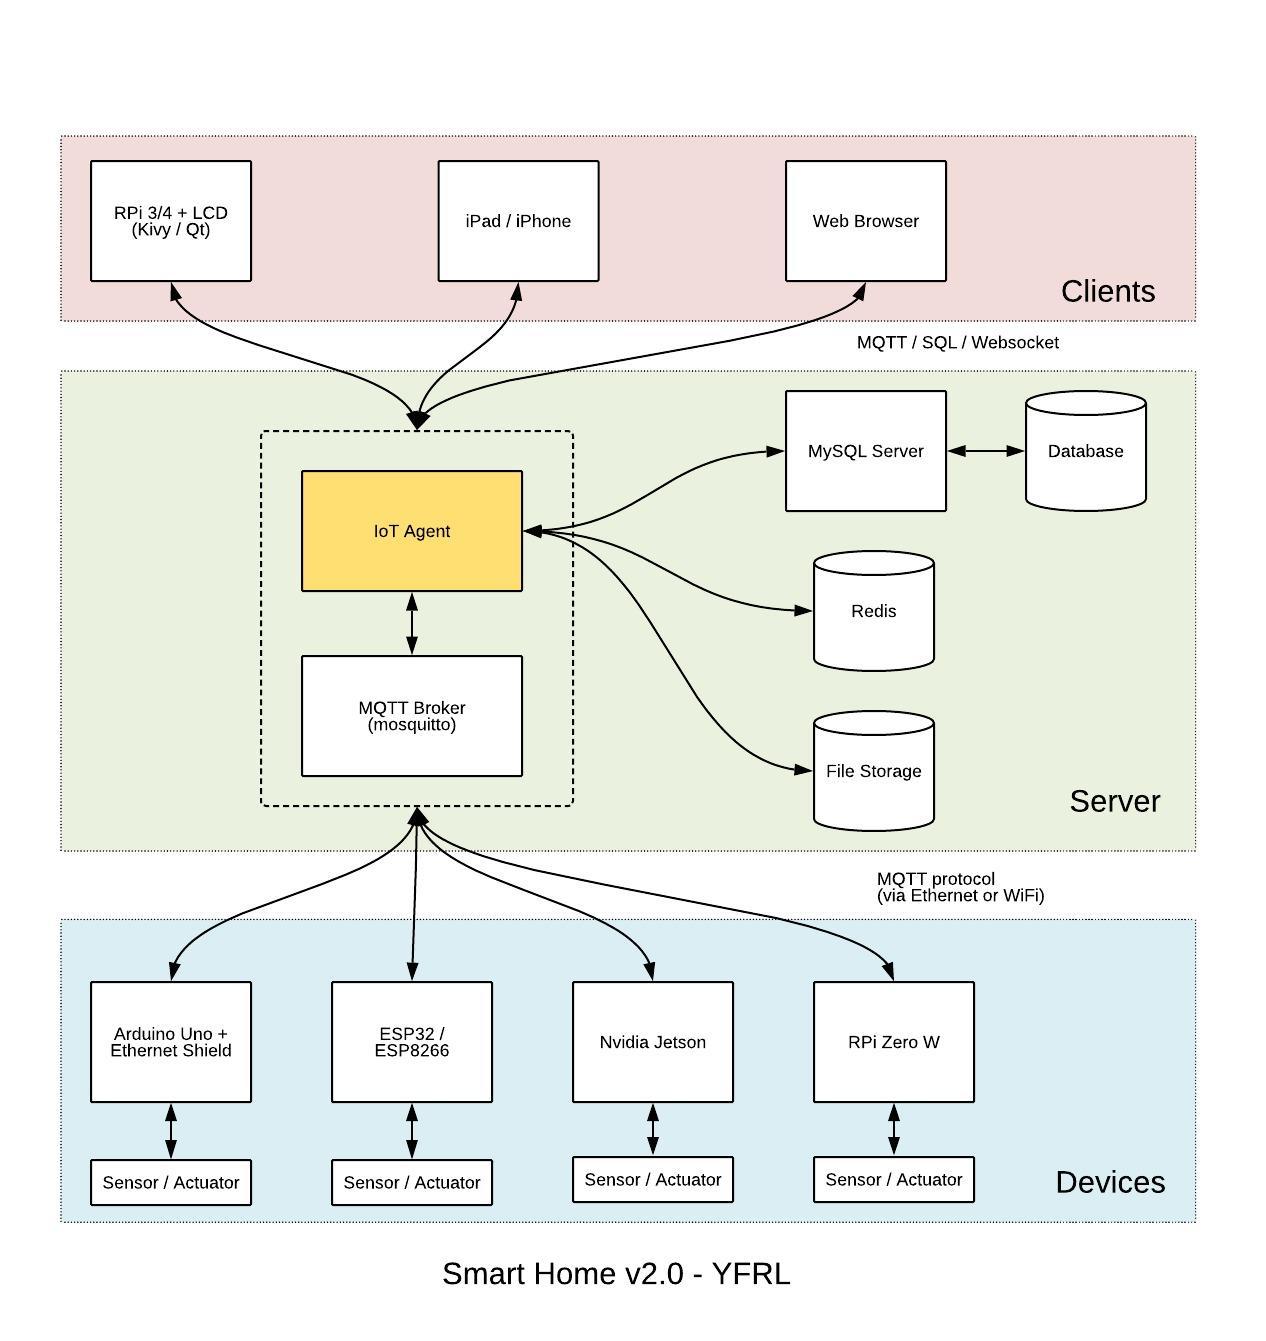 RPi 3/4 + LCD
(Kivy / Qt)
iPad / iPhone
Web Browser
Clients
MQTT / SQL / Websocket
MySQL Server
Database
IoT Agent
Redis
MQTT Broker
(mosquitto)
File Storage
Server
MQTT protocol
(via Ethernet or WiFi)
Arduino Uno +
Ethernet Shield
ESP32 /
ESP8266
Nvidia Jetson
RPi Zero W
Sensor / Actuator
Sensor / Actuator
Sensor / Actuator
Sensor / Actuator
Devices
Smart Home v2.0 - YFRL